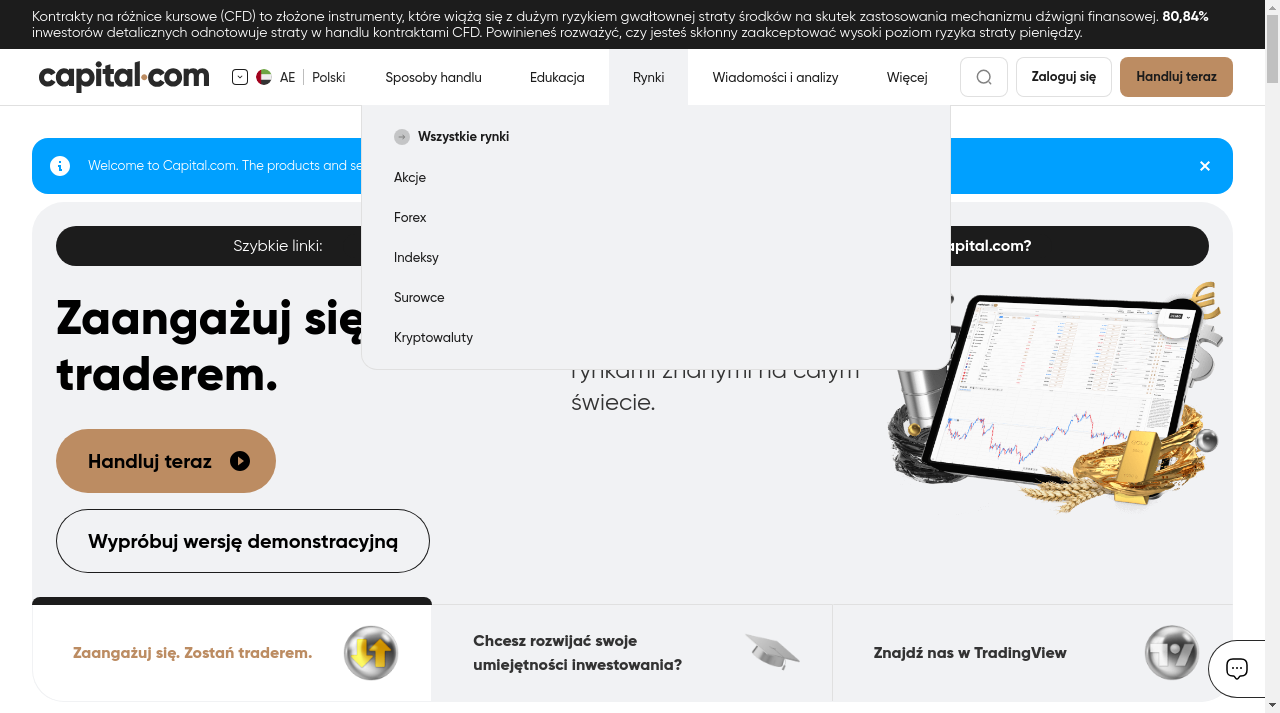 Kontrakty na różnice kursowe (CFD) to złożone instrumenty, które wiążą się z dużym ryzykiem gwałtownej straty środków na skutek zastosowania mechanizmu dźwigni finansowej. 80,84%
inwestorów detalicznych odnotowuje straty w handlu kontraktami CFD. Powinieneś rozważyć, czy jesteś skłonny zaakceptować wysoki poziom ryzyka straty pieniędzy.
capital.com
AE
Polski
Sposoby handlu
Edukacja
Rynki
Wiadomości i analizy
Więcej
Zaloguj się
Handluj teraz
Wszystkie rynki
Akcje
Forex
Indeksy
Surowce
Kryptowaluty
Welcome to Capital.com. The products and se
Szybkie linki:
apital.com?
Zaangażuj się
traderem.
rynkami znanymi na całym
świecie.
Handluj teraz
Wypróbuj wersję demonstracyjną
Zaangażuj się. Zostań traderem.
Chcesz rozwijać swoje
umiejętności inwestowania?
Znajdź nas w TradingView